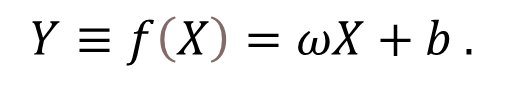 Y ≡ f(X) = ωX + b .